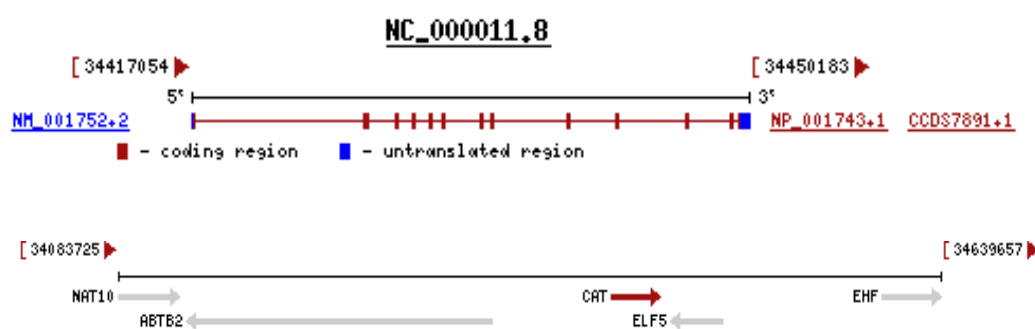 NC_000011.8
[ 34417054
[ 34450183
5' 3'
NM_001752.2 NP_001743.1 CCDS7891.1
- coding region - untranslated region
[ 34083725
[ 34639657
NAT10 CAT EHF
ABTB2 ELF5